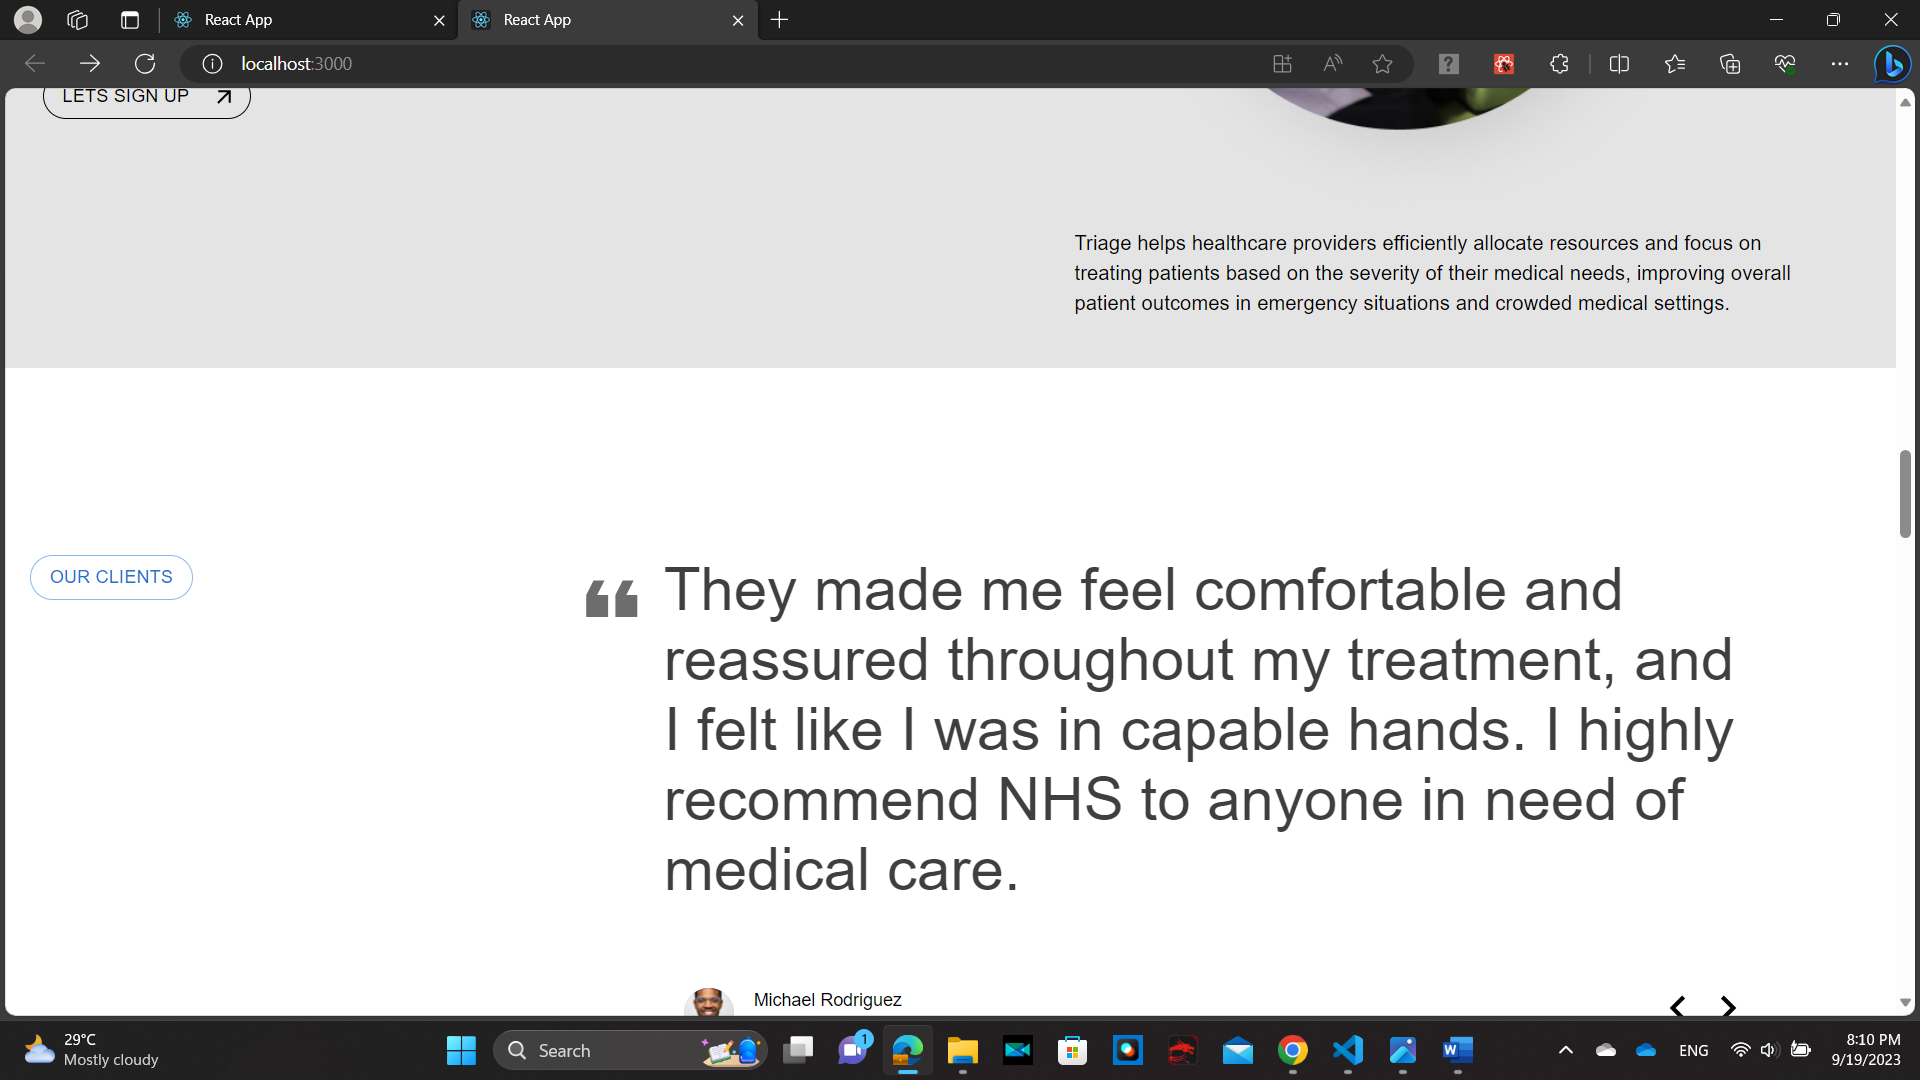 React App
React App
localhost:3000
LETS SIGN UP
Triage helps healthcare providers efficiently allocate resources and focus on
treating patients based on the severity of their medical needs, improving overall
patient outcomes in emergency situations and crowded medical settings.
OUR CLIENTS
They made me feel comfortable and
reassured throughout my treatment, and
I felt like I was in capable hands. I highly
recommend NHS to anyone in need of
medical care.
Michael Rodriguez
29°C
Mostly cloudy
Search
1
ENG
8:10 PM
9/19/2023